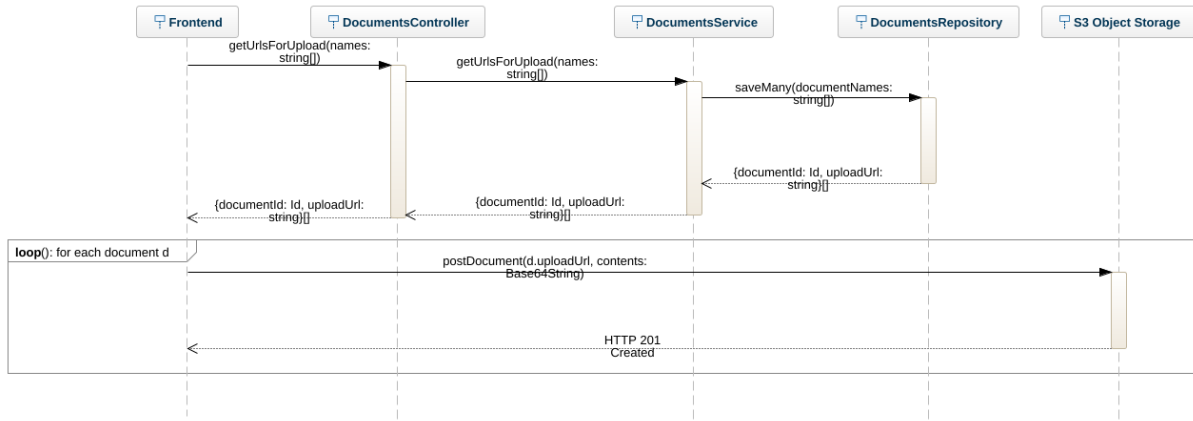 Frontend
DocumentsController
DocumentsService
DocumentsRepository
S3 Object Storage
getUrlsForUpload(names:
string[])
getUrlsForUpload(names:
string[])
saveMany(documentNames:
string[])
{documentId: Id, uploadUrl:
string}[]
{documentId: Id, uploadUrl:
string}[]
{documentId: Id, uploadUrl:
string}[]
loop(): for each document d
postDocument(d.uploadUrl, contents:
Base64String)
HTTP 201
Created